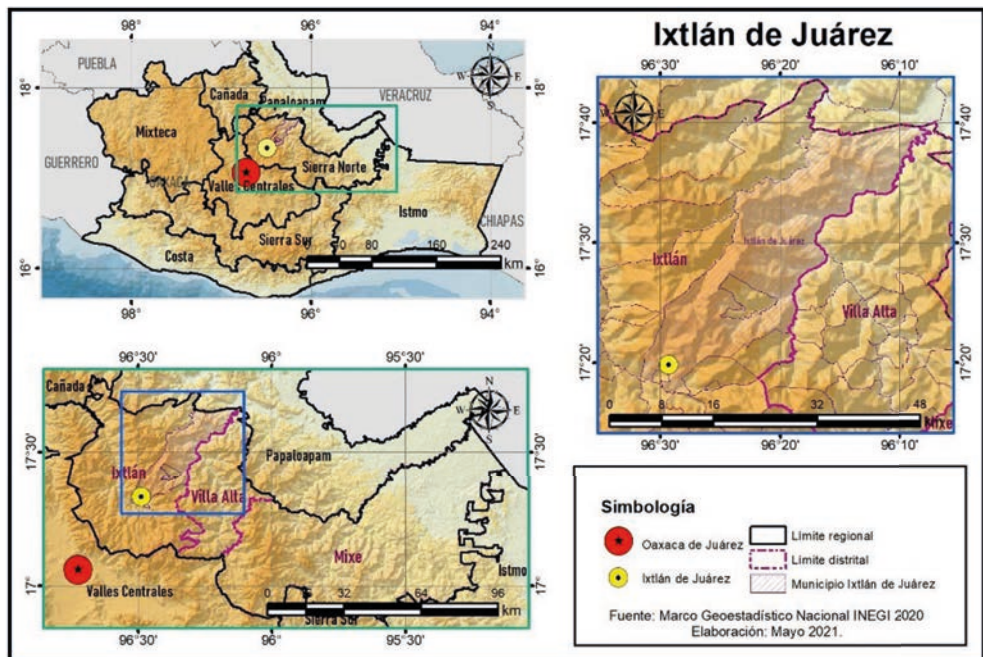 98°
96°
PUEBLA
18°
Cañada
Papaloapam
VERACRUZ
N
W
E
S
Mixteca
GUERRERO
OAXACA
Valles Centrales
Sierra Norte
Istmo
CHIAPAS
Sierra Sur
Costa
0
80
160
240
km
16°
16°
98°
96°
94°
Ixtlán de Juárez
96°30'
96°20'
96°10'
N
W
E
S
17°40'
17°40'
17°30'
17°30'
Ixtlán de Juárez
Ixtlán
Villa Alta
17°20'
17°20'
0
8
16
32
48
Mixe
96°30'
96°20'
96°10'
96°30'
96°
95°30'
Cañada
N
W
E
S
17°30'
17°30'
Papaloapam
Ixtlán
Villa Alta
Mixe
Istmo
17°
17°
Valles Centrales
0
16
32
64
96
km
Sierra Sur
96°30'
96°
95°30'
Simbología
Oaxaca de Juárez
Ixtlán de Juárez
Límite regional
Límite distrital
Municipio Ixtlán de Juárez
Fuente: Marco Geoestadístico Nacional INEGI 2020
Elaboración: Mayo 2021.